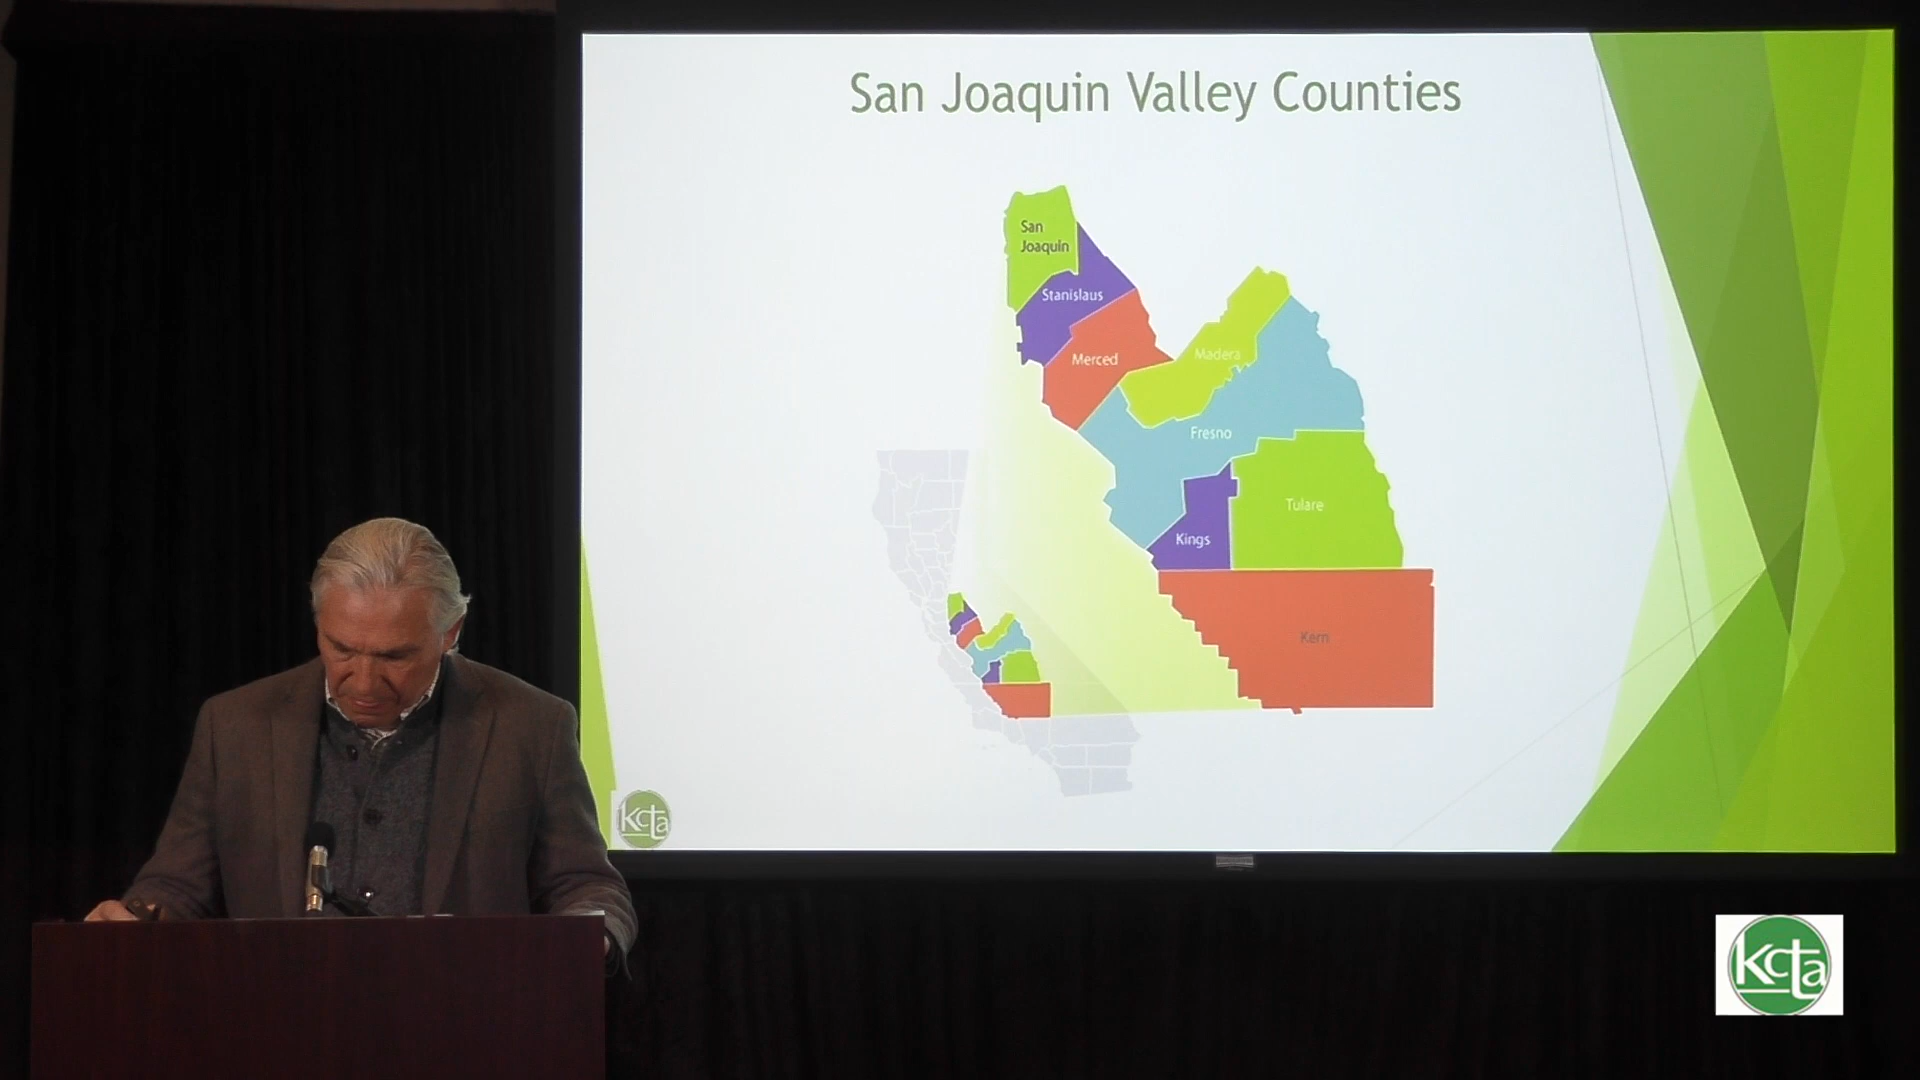 San Joaquin Valley Counties
San
Joaquin
Stanislaus
Merced
Madera
Fresno
Tulare
Kings
Kern
kcta
kcta